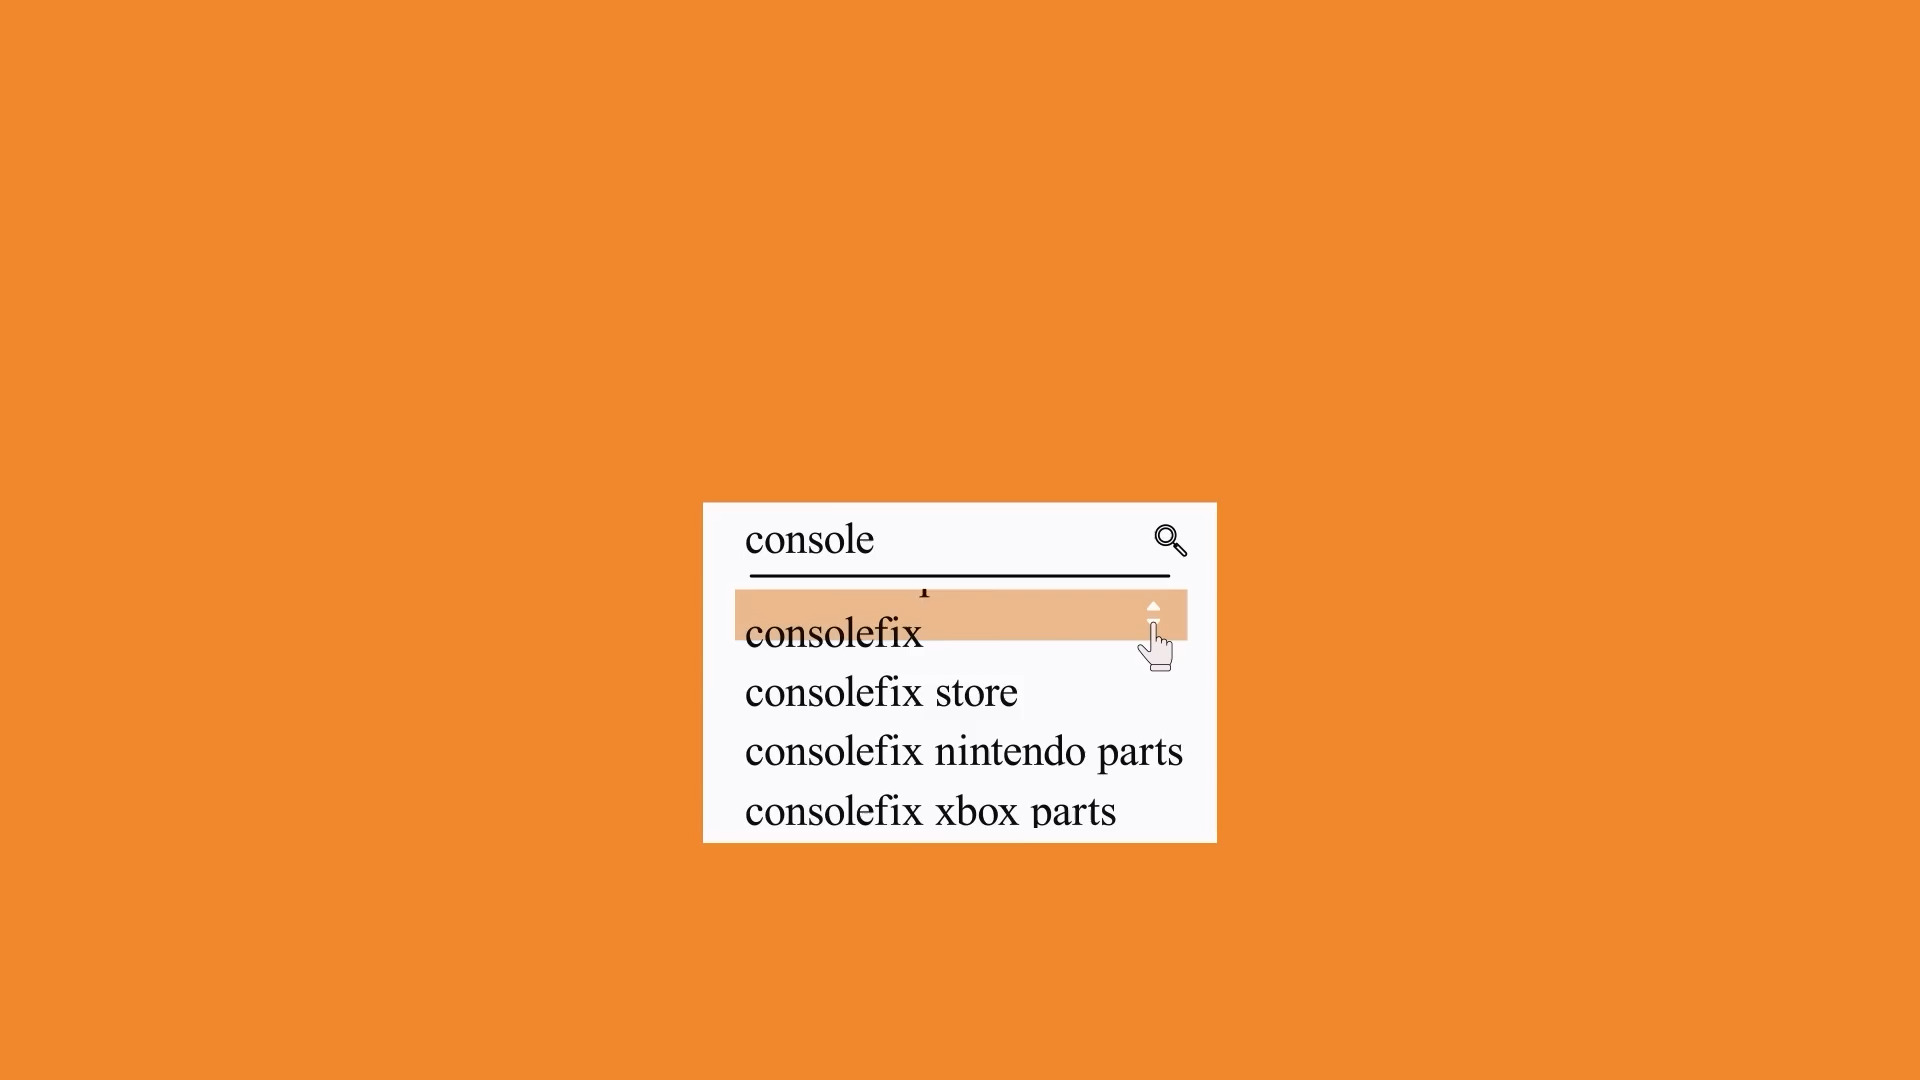 console
consolefix
consolefix store
consolefix nintendo parts
consolefix xbox parts